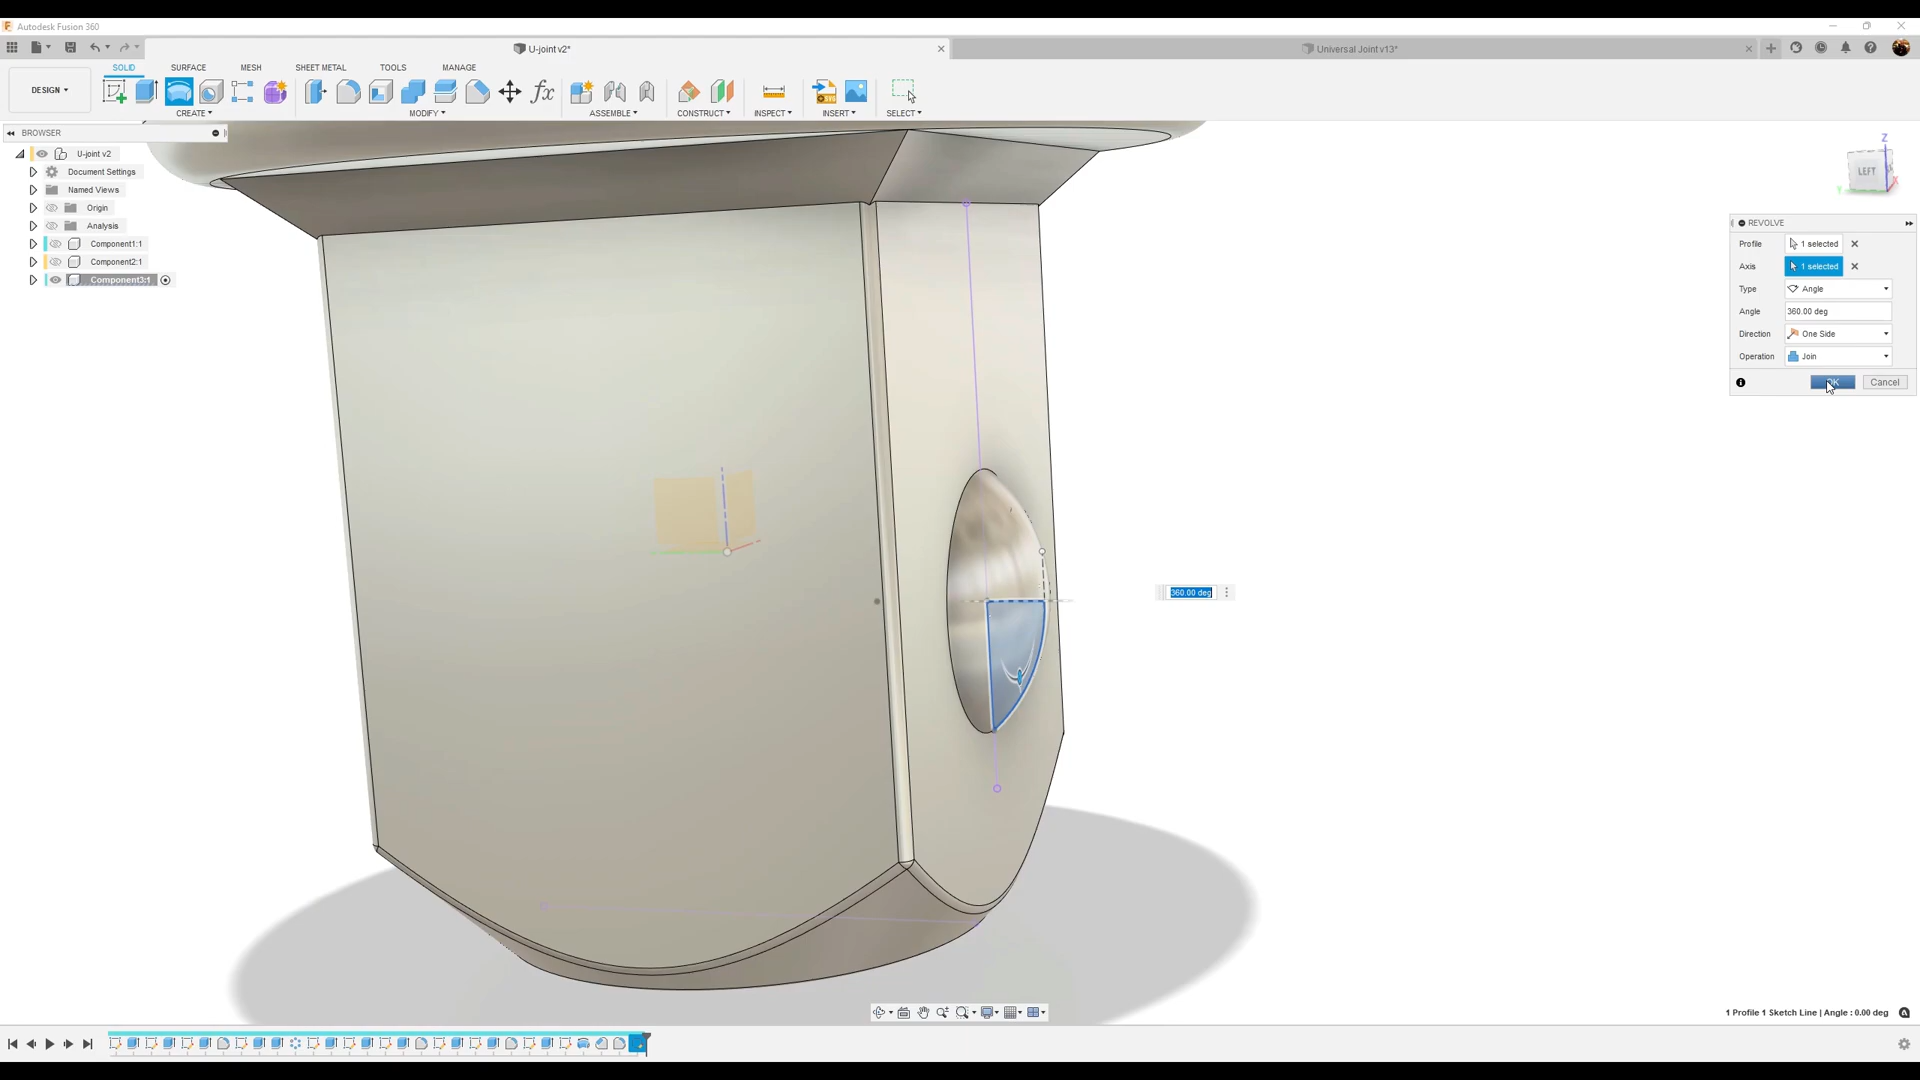 Autodesk Fusion 360
U-joint v2*
Universal Joint v13*
DESIGN
SOLID SURFACE MESH SHEET METAL TOOLS MANAGE
CREATE MODIFY ASSEMBLE CONSTRUCT INSPECT INSERT SELECT
BROWSER
U-joint v2
Document Settings
Named Views
Origin
Analysis
Component1:1
Component2:1
Component3:1
Z
LEFT
Y
X
REVOLVE
Profile 1 selected
Axis 1 selected
Type Angle
Angle 360.00 deg
Direction One Side
Operation Join
OK Cancel
360.00 deg
1 Profile 1 Sketch Line | Angle : 0.00 deg